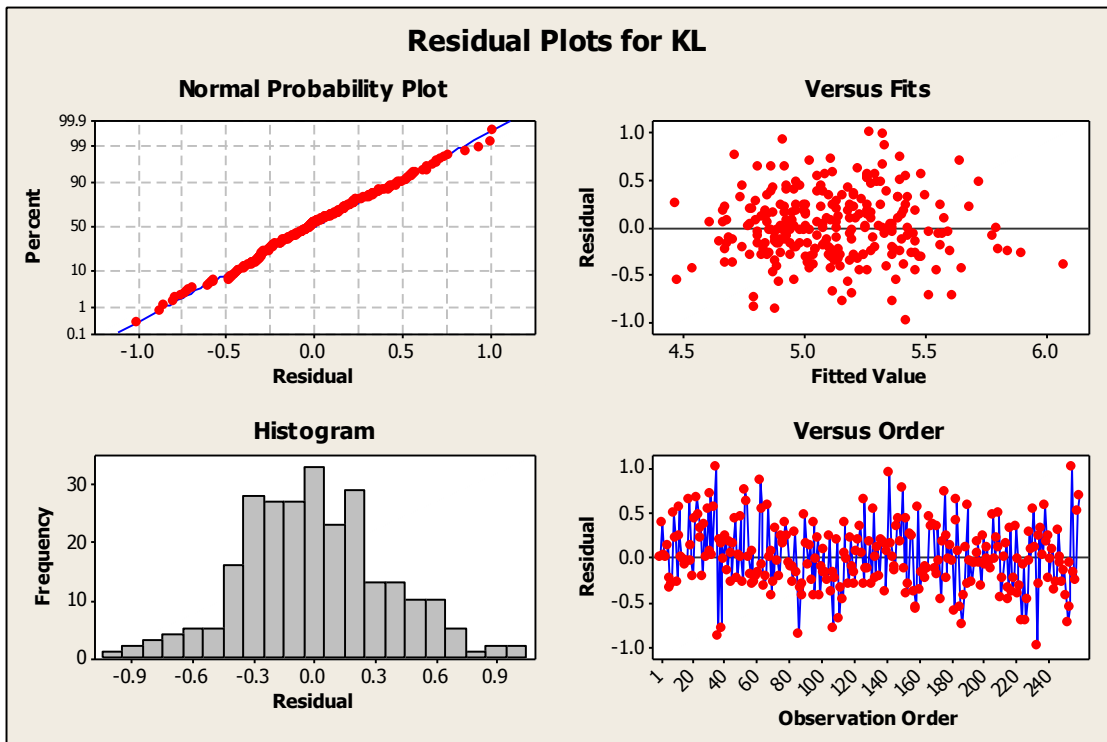 Residual Plots for KL
Normal Probability Plot
99.9
99
90
50
10
1
0.1
Percent
-1.0 -0.5 0.0 0.5 1.0
Residual
Versus Fits
1.0
0.5
0.0
-0.5
-1.0
Residual
4.5 5.0 5.5 6.0
Fitted Value
Histogram
30
20
10
0
Frequency
-0.9 -0.6 -0.3 0.0 0.3 0.6 0.9
Residual
Versus Order
1.0
0.5
0.0
-0.5
-1.0
Residual
1 20 40 60 80 100 120 140 160 180 200 220 240
Observation Order